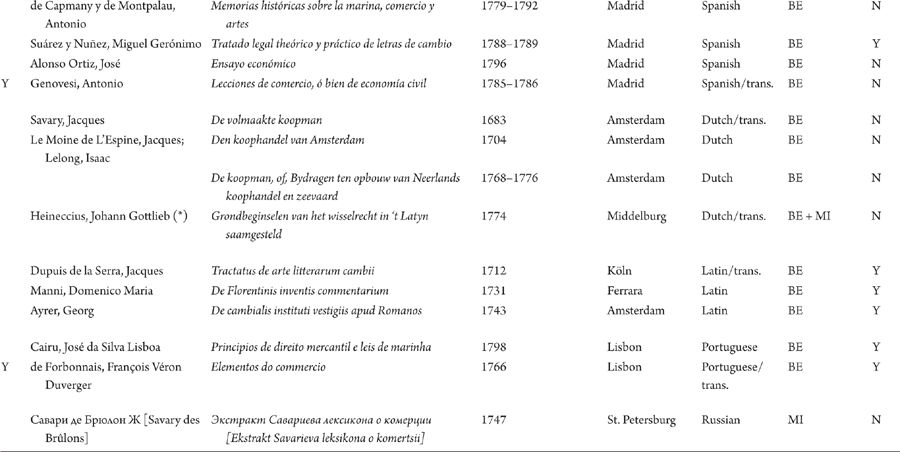 de Capmany y de Montpalau, Memorias históricas sobre la marina, comercio y 1779–1792 Madrid Spanish BE N
Antonio artes
Suárez y Nuñez, Miguel Gerónimo Tratado legal theórico y práctico de letras de cambio 1788–1789 Madrid Spanish BE Y
Alonso Ortiz, José Ensayo económico 1796 Madrid Spanish BE N
Y Genovesi, Antonio Lecciones de comercio, ó bien de economía civil 1785–1786 Madrid Spanish/trans. BE N
Savary, Jacques De volmaakte koopman 1683 Amsterdam Dutch/trans. BE N
Le Moine de L'Espine, Jacques; Den koophandel van Amsterdam 1704 Amsterdam Dutch BE N
Lelong, Isaac
De koopman, of, Bydragen ten opbouw van Neerlands 1768–1776 Amsterdam Dutch BE N
koophandel en zeevaard
Heineccius, Johann Gottlieb (*) Grondbeginselen van het wisselrecht in 't Latyn 1774 Middelburg Dutch/trans. BE + MI N
saamgesteld
Dupuis de la Serra, Jacques Tractatus de arte litterarum cambii 1712 Köln Latin/trans. BE Y
Manni, Domenico Maria De Florentinis inventis commentarium 1731 Ferrara Latin BE Y
Ayrer, Georg De cambialis instituti vestigiis apud Romanos 1743 Amsterdam Latin BE Y
Cairu, José da Silva Lisboa Principios de direito mercantil e leis de marinha 1798 Lisbon Portuguese BE Y
Y de Forbonnais, François Véron Elementos do commercio 1766 Lisbon Portuguese/ BE Y
Duverger trans.
Савари де Брюлон Ж [Savary des Экстракт Савариева лексикона о комерции 1747 St. Petersburg Russian MI N
Brûlons] [Ekstrakt Savarieva leksikona o komertsii]